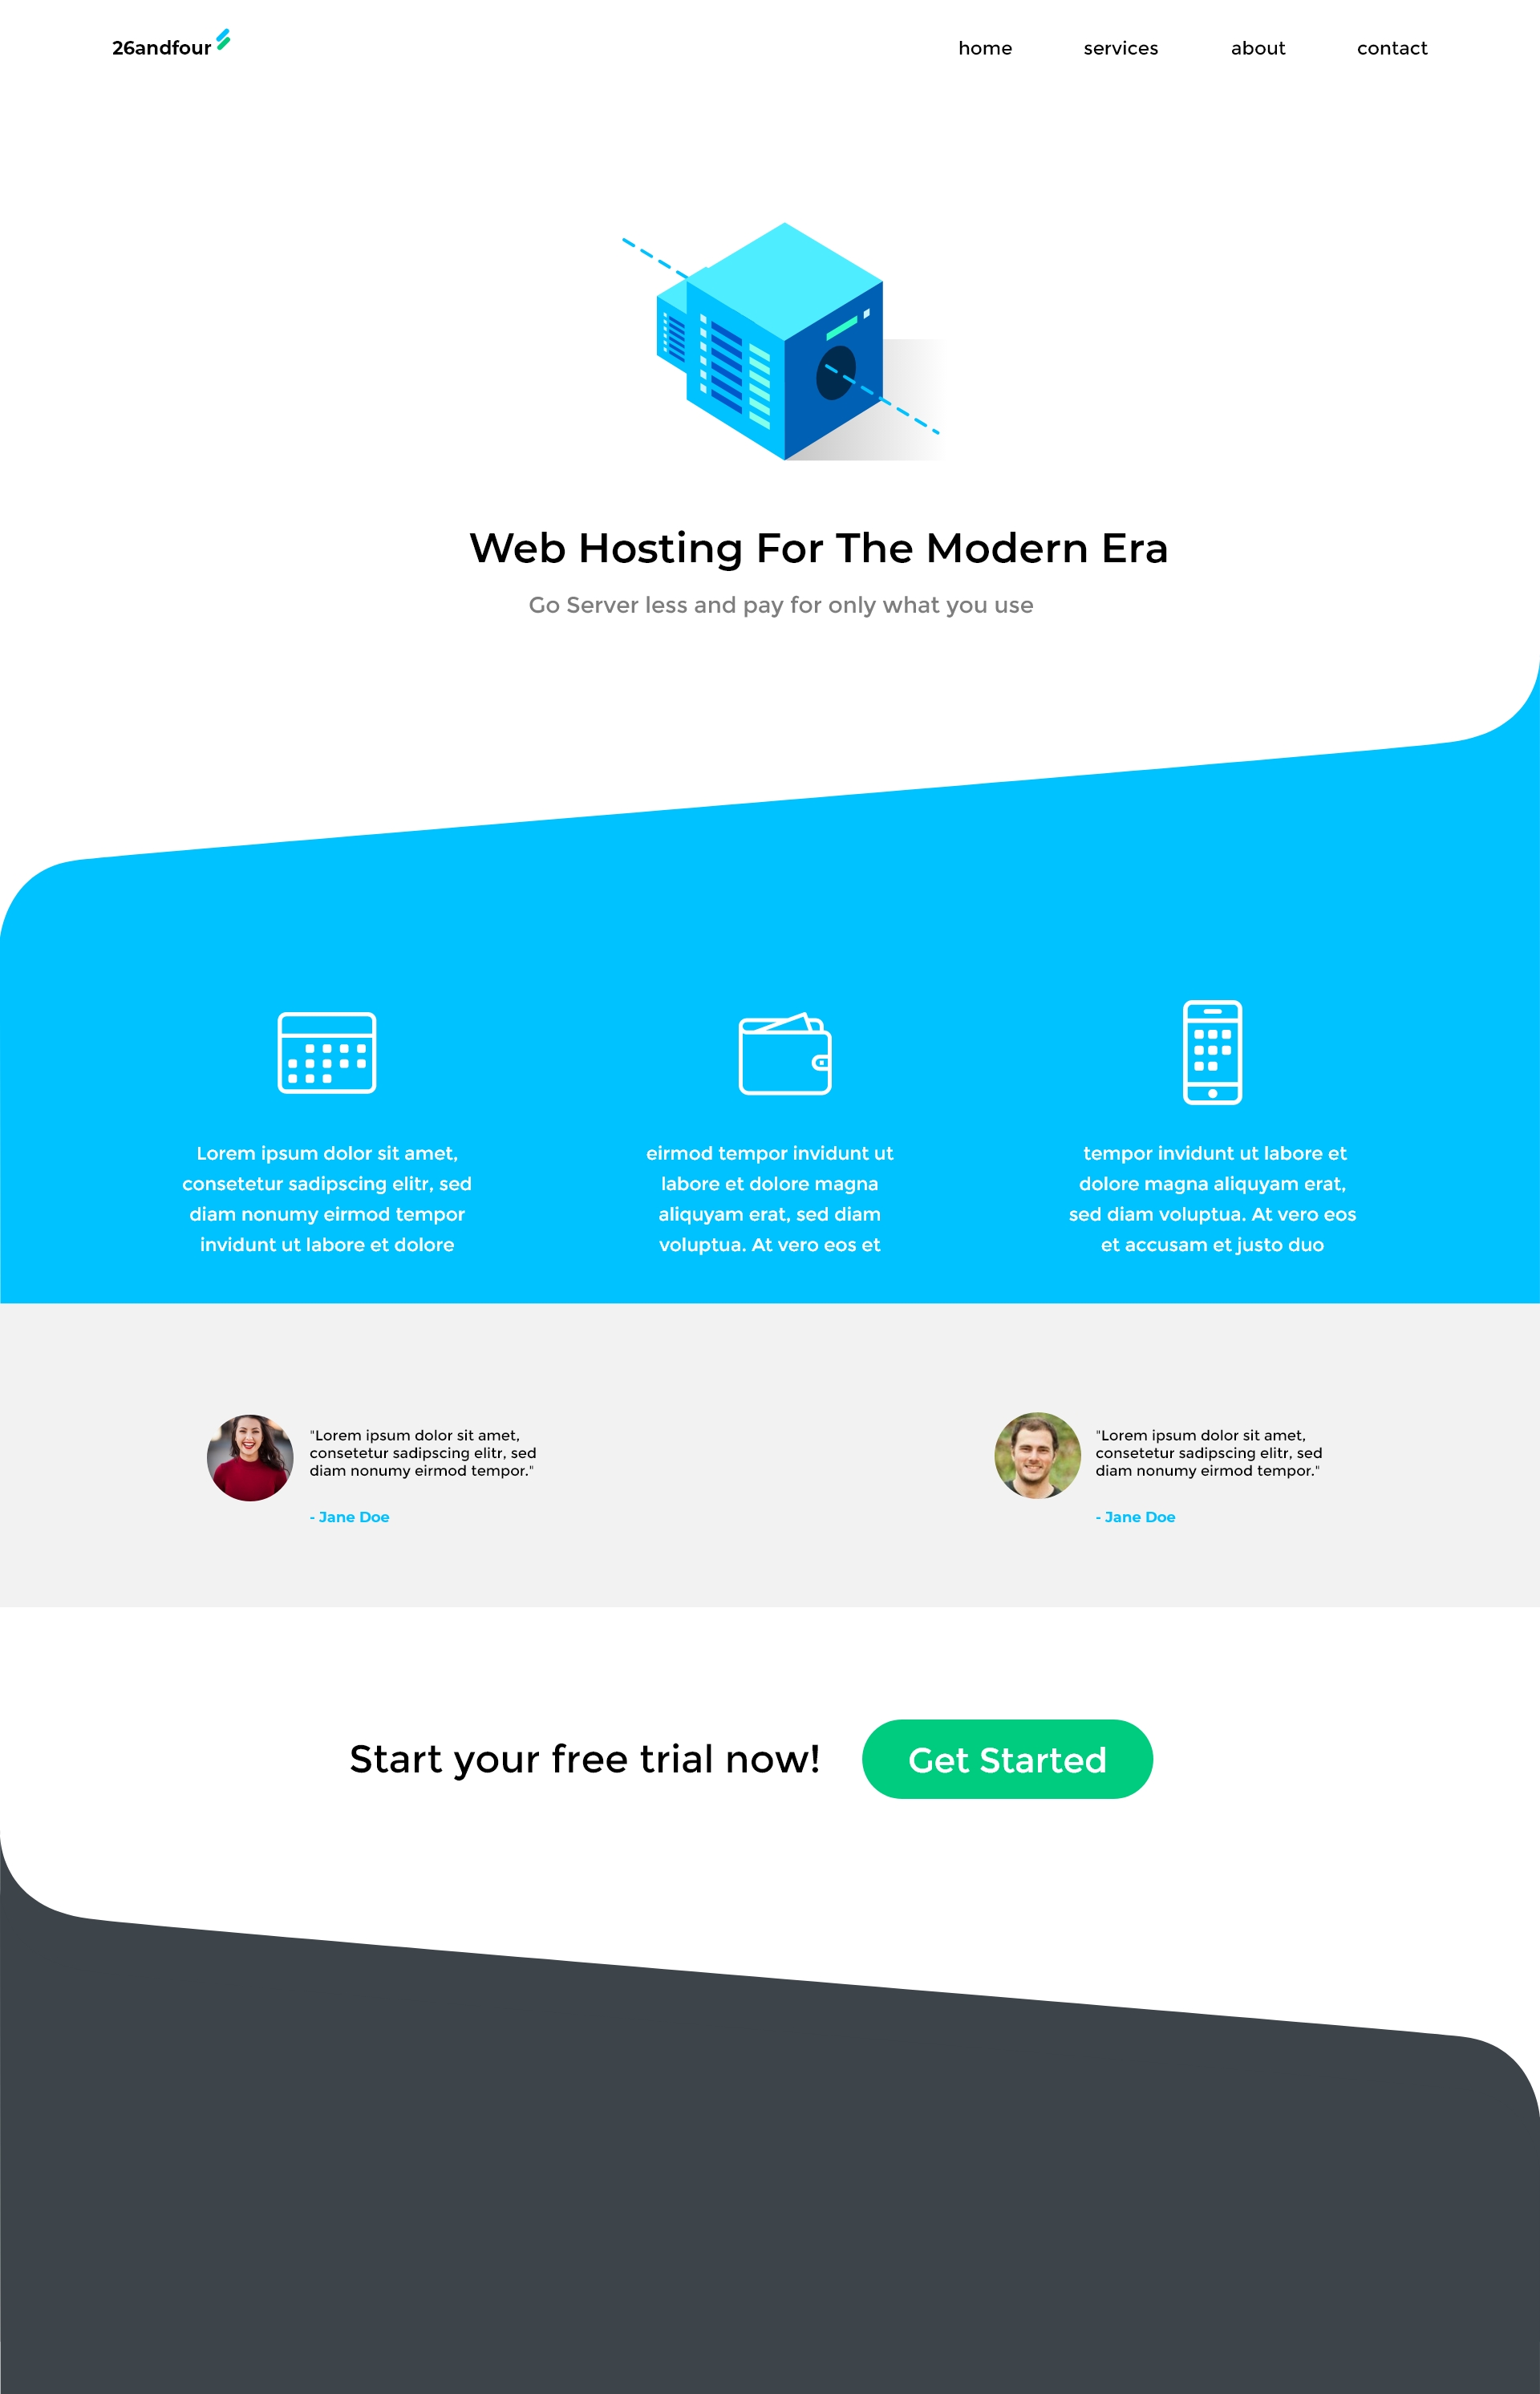 26andfour
home services about contact
Web Hosting For The Modern Era
Go Server less and pay for only what you use
Lorem ipsum dolor sit amet,
consetetur sadipscing elitr, sed
diam nonumy eirmod tempor
invidunt ut labore et dolore
eirmod tempor invidunt ut
labore et dolore magna
aliquyam erat, sed diam
voluptua. At vero eos et
tempor invidunt ut labore et
dolore magna aliquyam erat,
sed diam voluptua. At vero eos
et accusam et justo duo
"Lorem ipsum dolor sit amet,
consetetur sadipscing elitr, sed
diam nonumy eirmod tempor."
- Jane Doe
"Lorem ipsum dolor sit amet,
consetetur sadipscing elitr, sed
diam nonumy eirmod tempor."
- Jane Doe
Start your free trial now!
Get Started